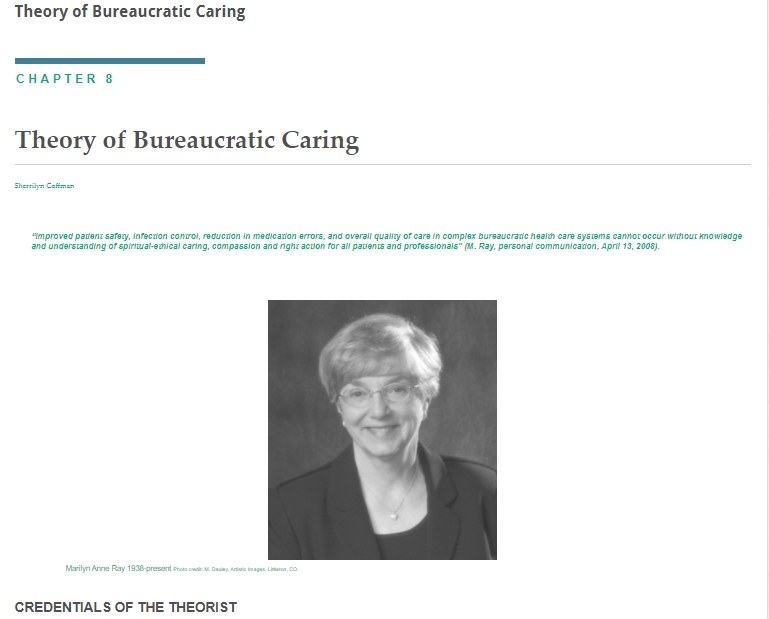 Theory of Bureaucratic Caring
CHAPTER 8
Theory of Bureaucratic Caring
Sherrilyn Coffman
"Improved patient safety, infection control, reduction in medication errors, and overall quality of care in complex bureaucratic health care systems cannot occur without knowledge
and understanding of spiritual-ethical caring, compassion and right action for all patients and professionals" (M. Ray, personal communication, April 13, 2008).
Marilyn Anne Ray 1938-present Photo credit: M. Dauley, Artistic Images, Littleton, CO.
CREDENTIALS OF THE THEORIST